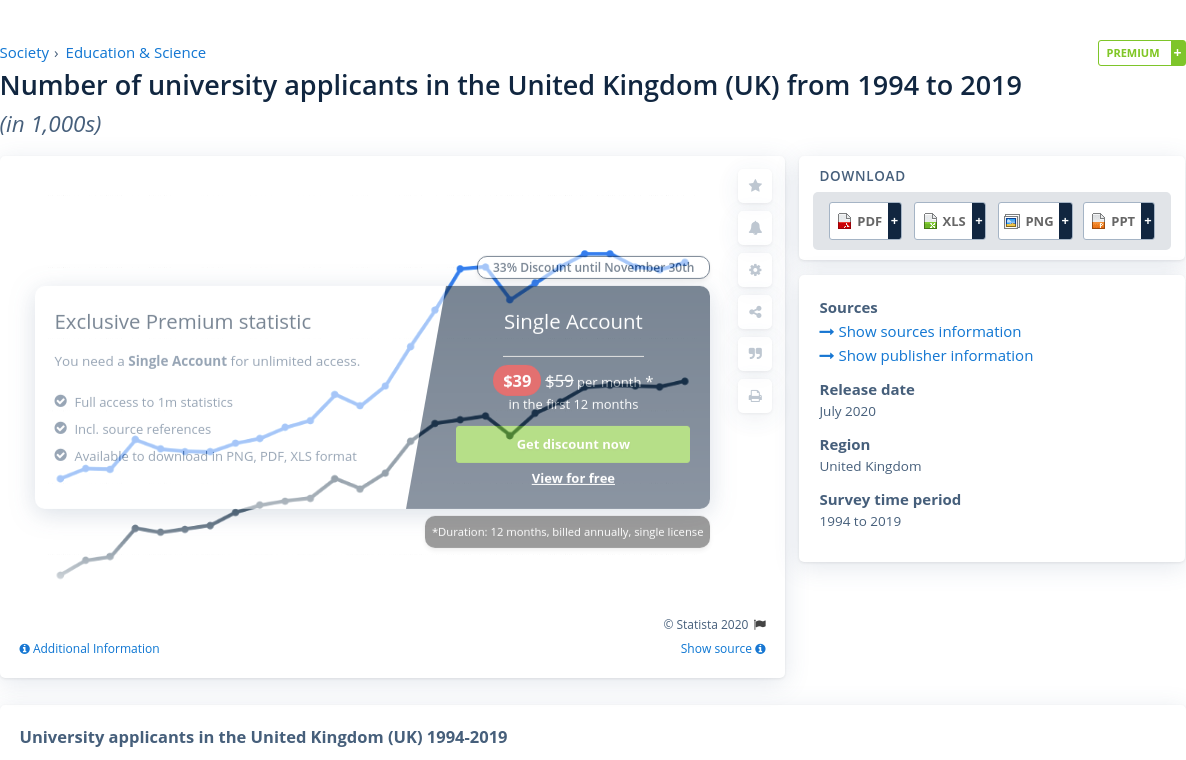 Society › Education & Science
PREMIUM +
Number of university applicants in the United Kingdom (UK) from 1994 to 2019
(in 1,000s)
DOWNLOAD
PDF + XLS + PNG + PPT +
33% Discount until November 30th
Exclusive Premium statistic
You need a Single Account for unlimited access.
Full access to 1m statistics
Incl. source references
Available to download in PNG, PDF, XLS format
Single Account
$39 $59 per month *
in the first 12 months
Get discount now
View for free
*Duration: 12 months, billed annually, single license
© Statista 2020
Additional Information
Show source
Sources
Show sources information
Show publisher information
Release date
July 2020
Region
United Kingdom
Survey time period
1994 to 2019
University applicants in the United Kingdom (UK) 1994-2019